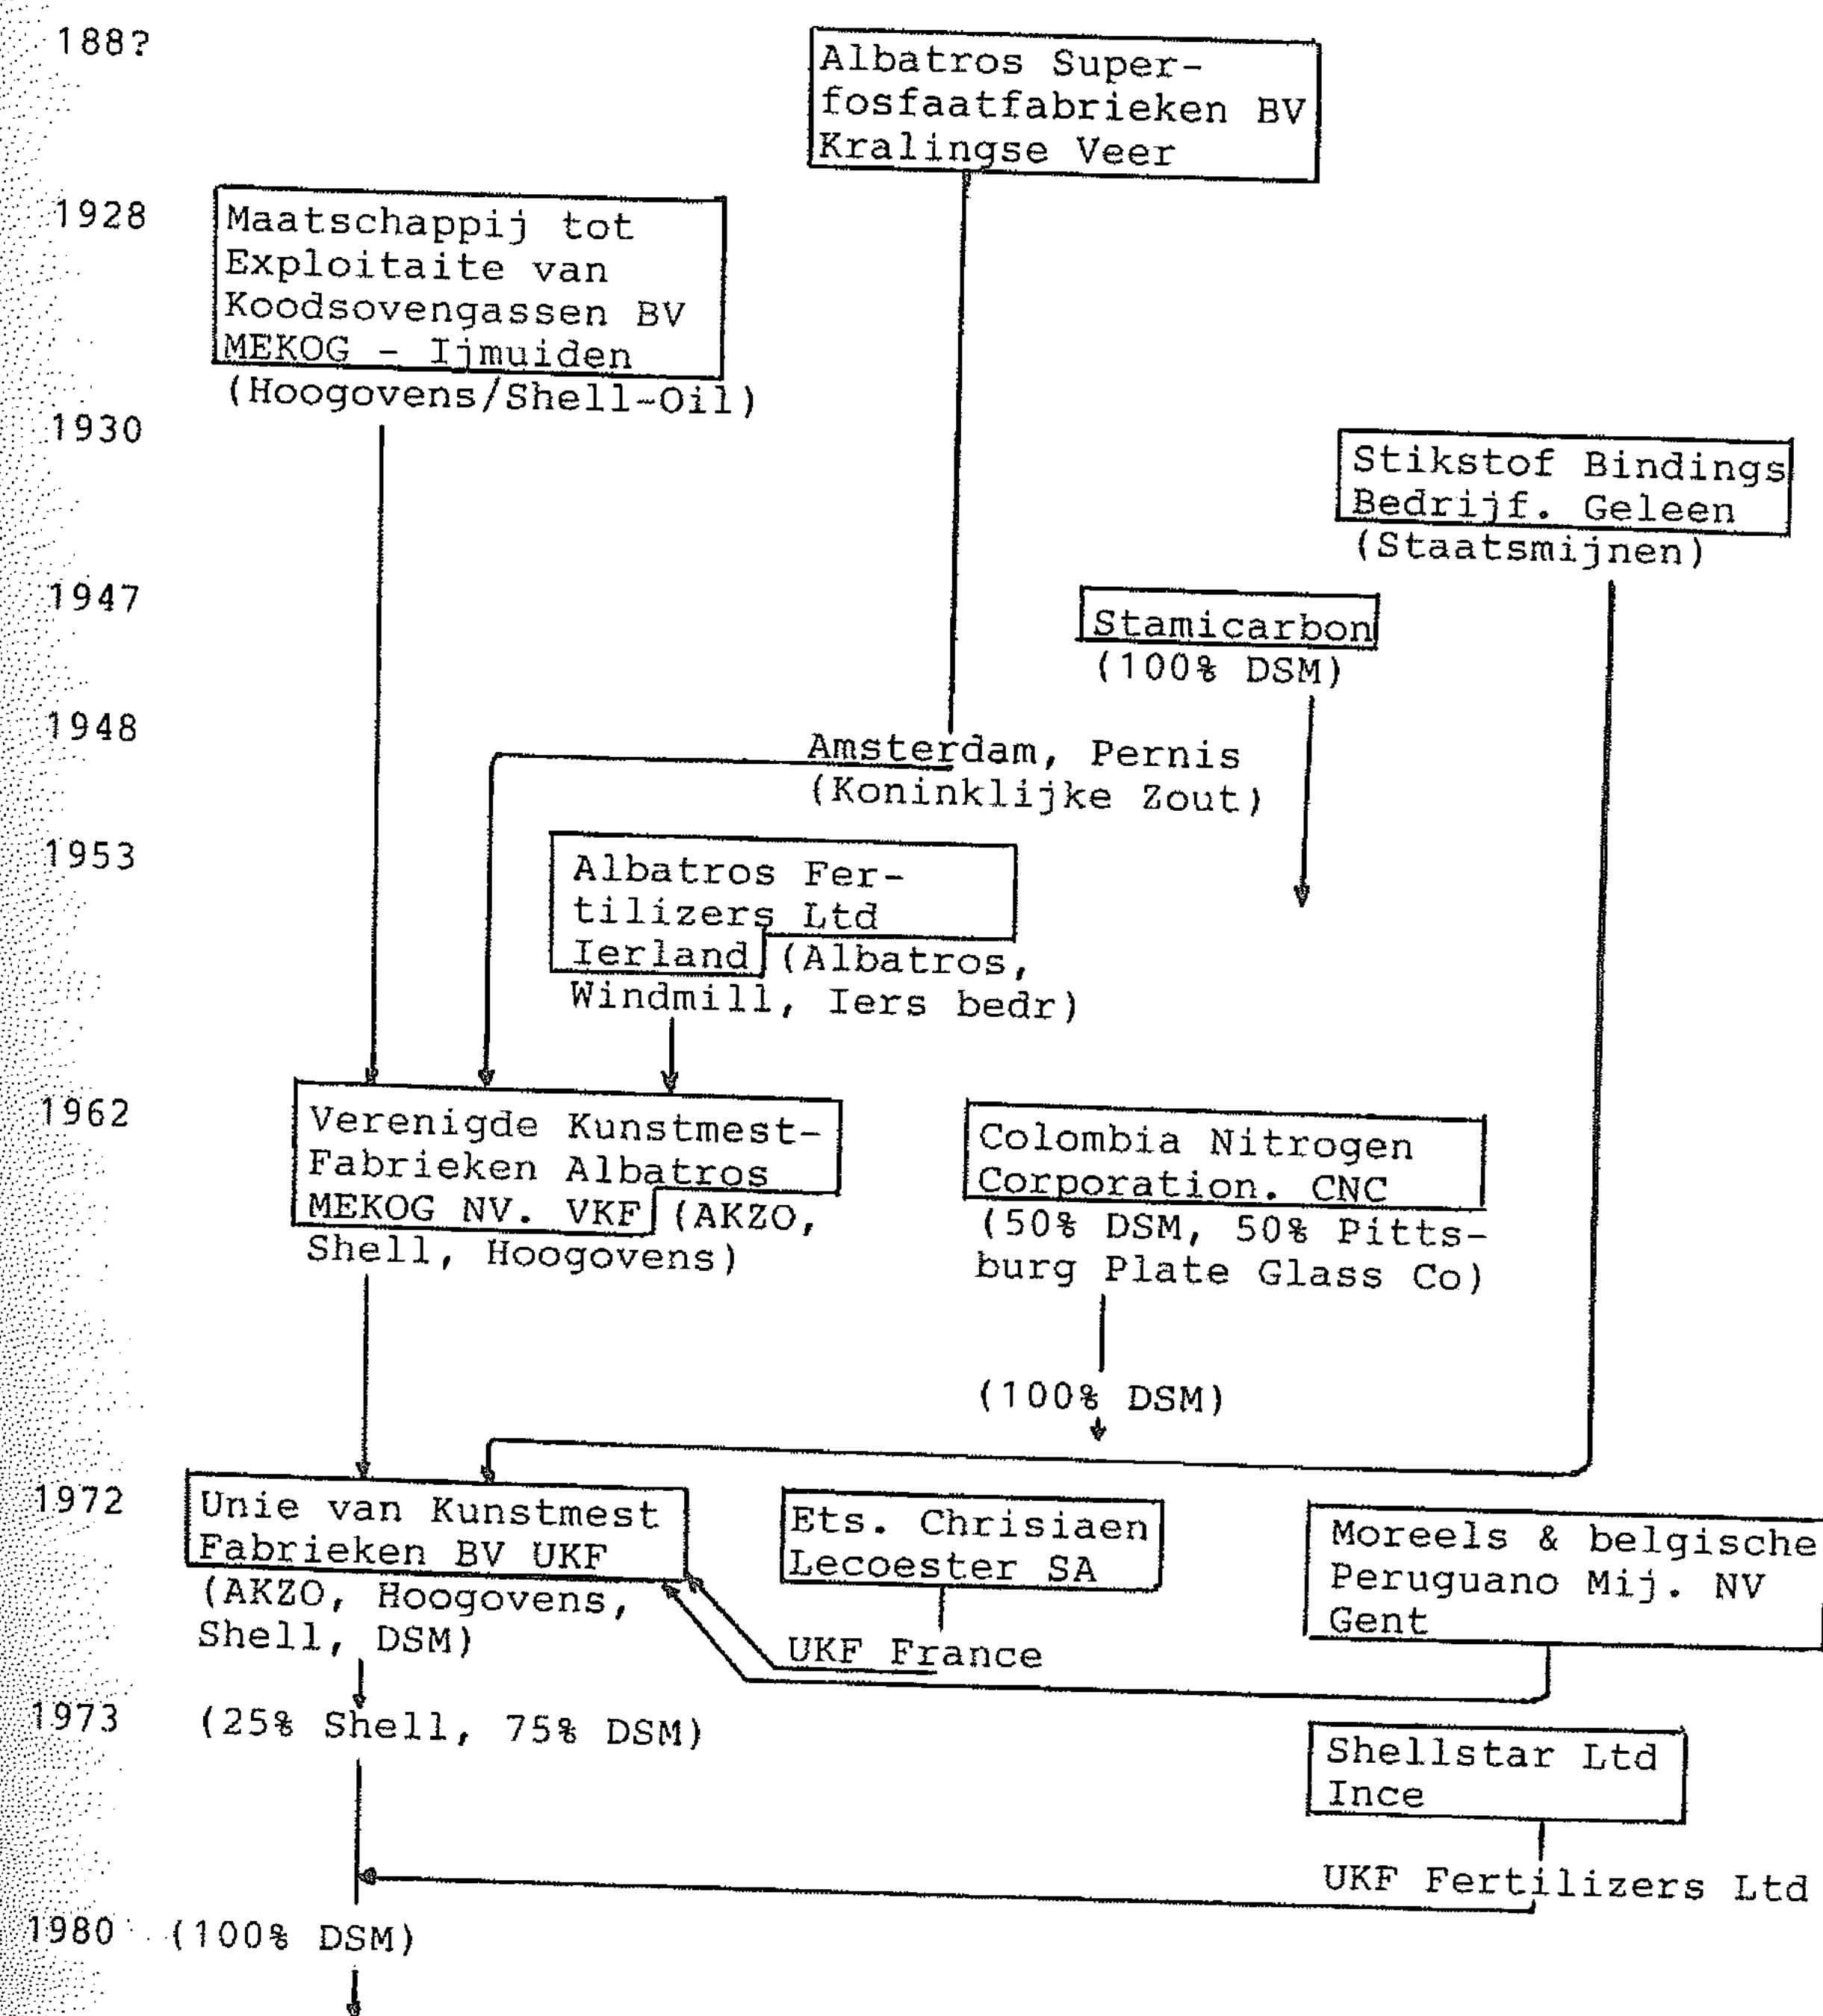 188?
Albatros Super-
fosfaatfabrieken BV
Kralingse Veer
1928
Maatschappij tot
Exploitaite van
Koodsovengassen BV
MEKOG - Ijmuiden
(Hoogovens/Shell-Oil)
1930
Stikstof Bindings
Bedrijf. Geleen
(Staatsmijnen)
1947
Stamicarbon
(100% DSM)
1948
Amsterdam, Pernis
(Koninklijke Zout)
1953
Albatros Fer-
tilizers Ltd
Ierland (Albatros,
Windmill, Iers bedr)
1962
Verenigde Kunstmest-
Fabrieken Albatros
MEKOG NV. VKF (AKZO,
Shell, Hoogovens)
Colombia Nitrogen
Corporation. CNC
(50% DSM, 50% Pitts-
burg Plate Glass Co)
(100% DSM)
1972
Unie van Kunstmest
Fabrieken BV UKF
(AKZO, Hoogovens,
Shell, DSM)
Ets. Chrisiaen
Lecoester SA
UKF France
Moreels & belgische
Peruguano Mij. NV
Gent
1973
(25% Shell, 75% DSM)
Shellstar Ltd
Ince
UKF Fertilizers Ltd
1980
(100% DSM)